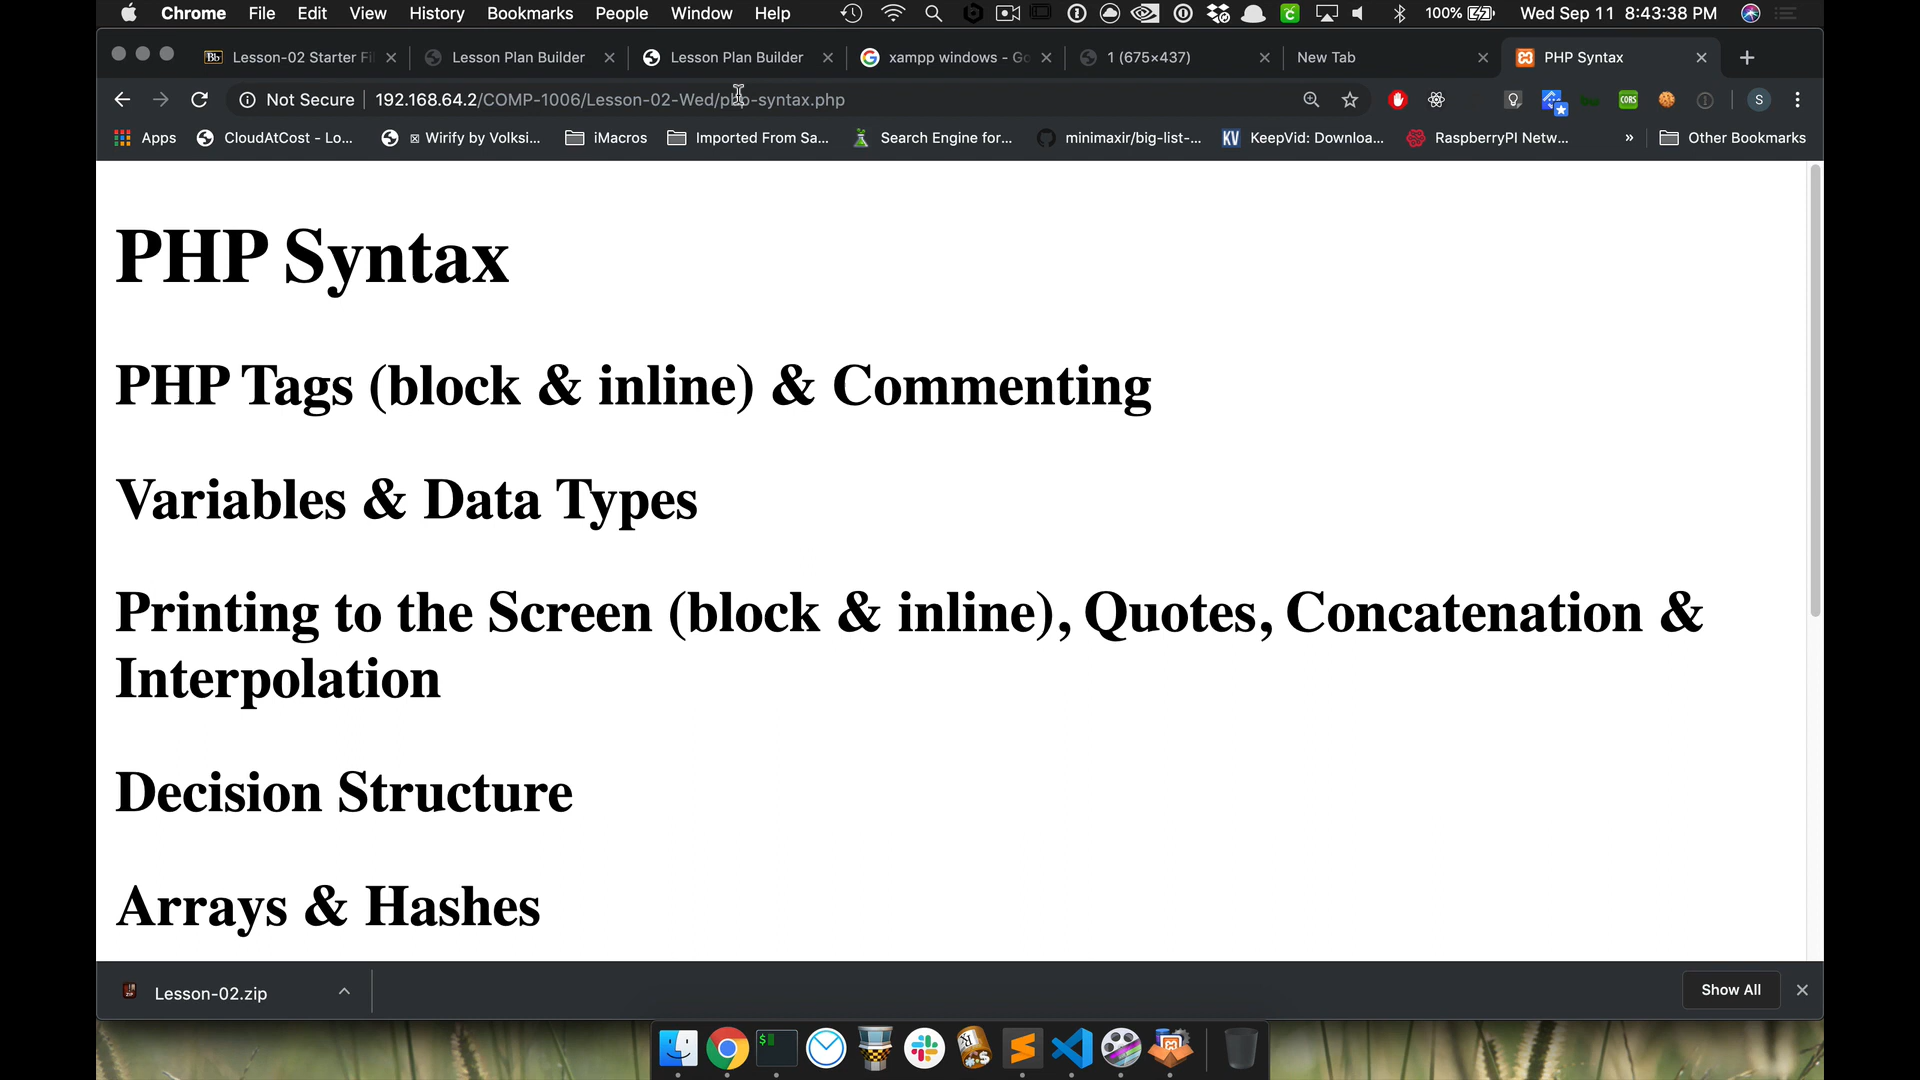 Chrome File Edit View History Bookmarks People Window Help 100% Wed Sep 11 8:43:38 PM
Lesson-02 Starter Fi Lesson Plan Builder Lesson Plan Builder xampp windows - Go 1 (675×437) New Tab PHP Syntax
Not Secure 192.168.64.2/COMP-1006/Lesson-02-Wed/php-syntax.php
Apps CloudAtCost - Lo... Wirify by Volksi... iMacros Imported From Sa... Search Engine for... minimaxir/big-list-... KeepVid: Downloa... RaspberryPI Netw... » Other Bookmarks
PHP Syntax
PHP Tags (block & inline) & Commenting
Variables & Data Types
Printing to the Screen (block & inline), Quotes, Concatenation &
Interpolation
Decision Structure
Arrays & Hashes
Lesson-02.zip Show All